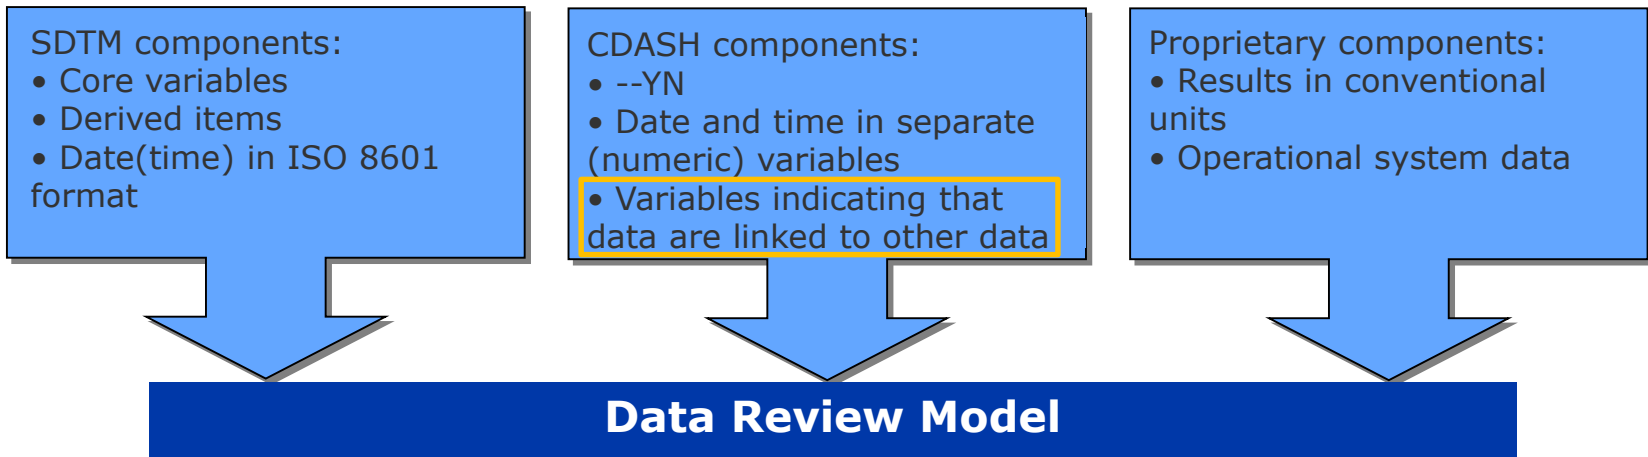 SDTM components:
• Core variables
• Derived items
• Date(time) in ISO 8601
format
CDASH components:
• --YN
• Date and time in separate
(numeric) variables
• Variables indicating that
data are linked to other data
Proprietary components:
• Results in conventional
units
• Operational system data
Data Review Model